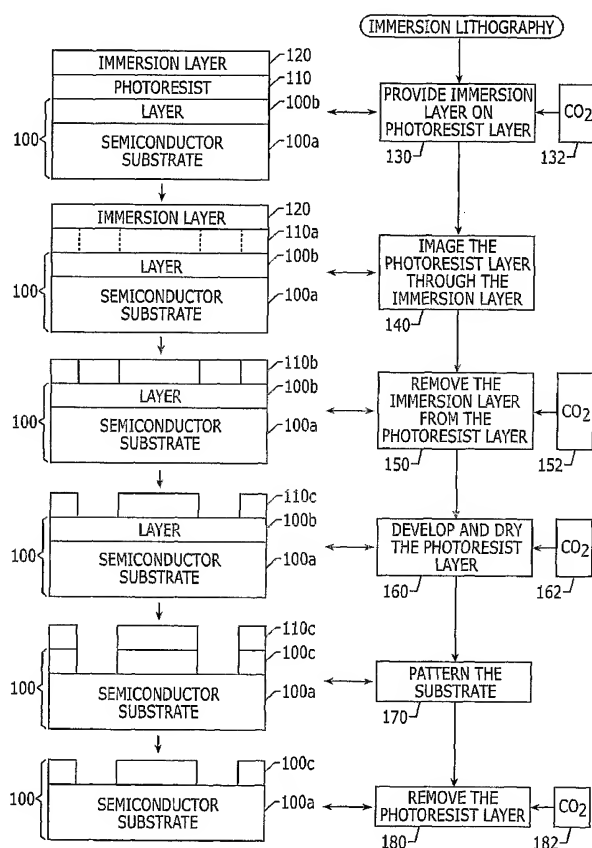 IMMERSION LITHOGRAPHY
IMMERSION LAYER
120
PHOTORESIST
110
LAYER
100b
SEMICONDUCTOR
SUBSTRATE
100a
100
PROVIDE IMMERSION
LAYER ON
PHOTORESIST LAYER
130
CO2
132
IMMERSION LAYER
120
110a
LAYER
100b
SEMICONDUCTOR
SUBSTRATE
100a
100
IMAGE THE
PHOTORESIST LAYER
THROUGH THE
IMMERSION LAYER
140
110b
LAYER
100b
SEMICONDUCTOR
SUBSTRATE
100a
100
REMOVE THE
IMMERSION LAYER
FROM THE
PHOTORESIST LAYER
150
CO2
152
110c
LAYER
100b
SEMICONDUCTOR
SUBSTRATE
100a
100
DEVELOP AND DRY
THE PHOTORESIST
LAYER
160
CO2
162
110c
100c
SEMICONDUCTOR
SUBSTRATE
100a
100
PATTERN THE
SUBSTRATE
170
100c
SEMICONDUCTOR
SUBSTRATE
100a
100
REMOVE THE
PHOTORESIST LAYER
180
CO2
182